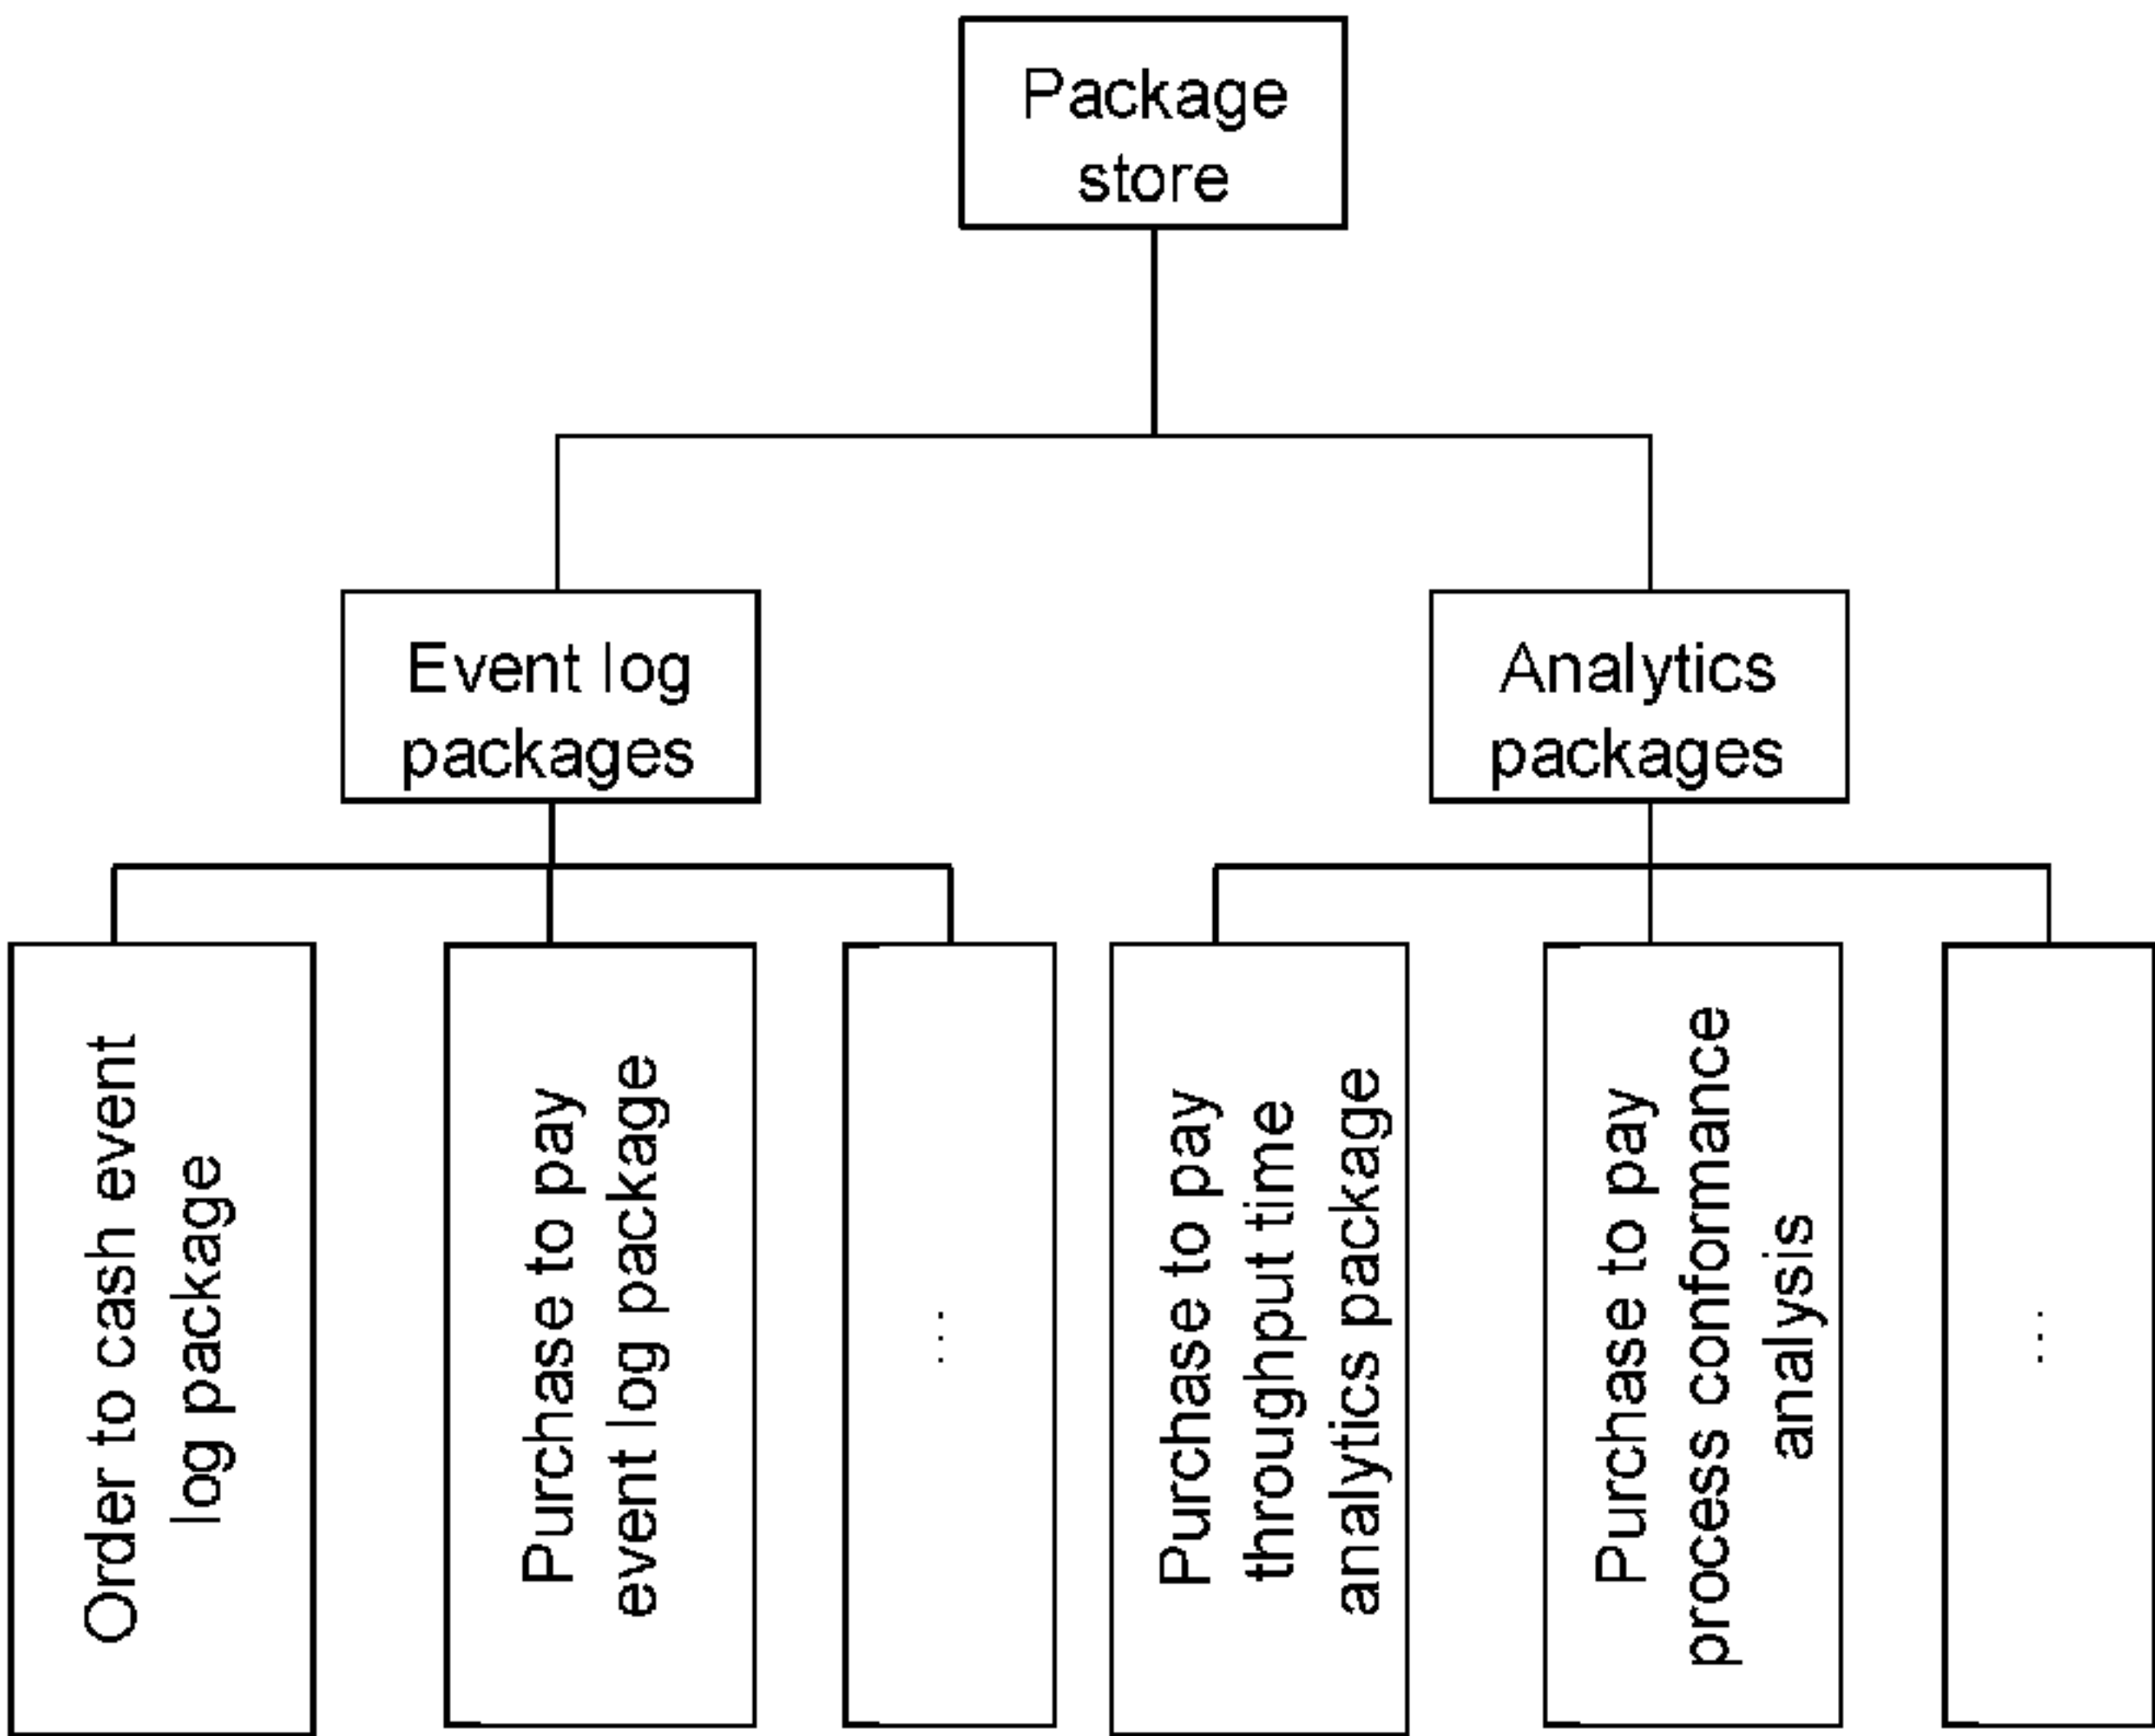 Package
store
Event log
packages
Analytics
packages
Order to cash event
log package
Purchase to pay
event log package
...
Purchase to pay
throughput time
analytics package
Purchase to pay
process conformance
analysis
...